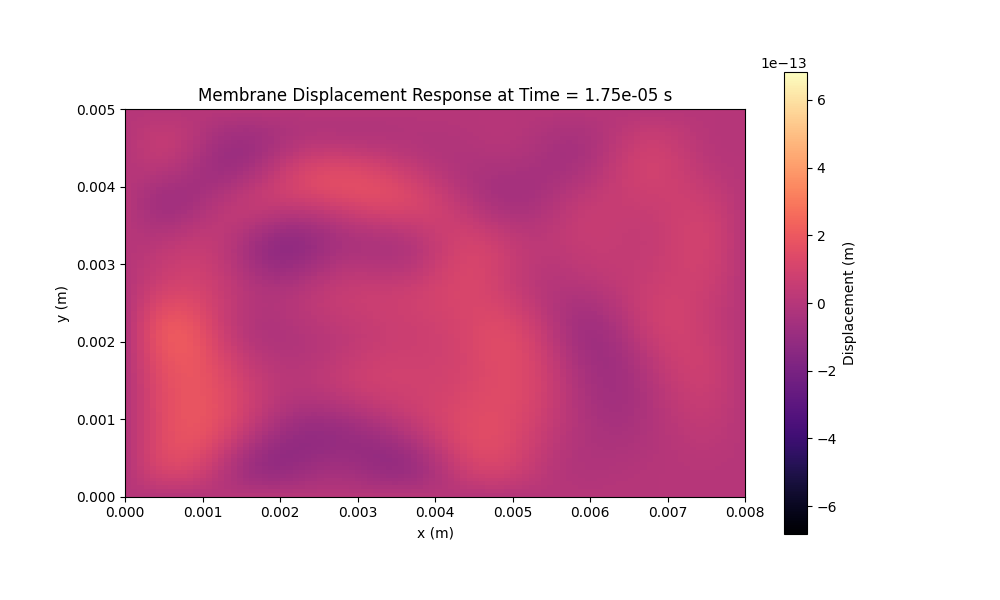 1e−13
Membrane Displacement Response at Time = 1.75e-05 s
0.005
0.004
0.003
0.002
0.001
0.000
y (m)
0.000 0.001 0.002 0.003 0.004 0.005 0.006 0.007 0.008
x (m)
6
4
2
0
−2
−4
−6
Displacement (m)